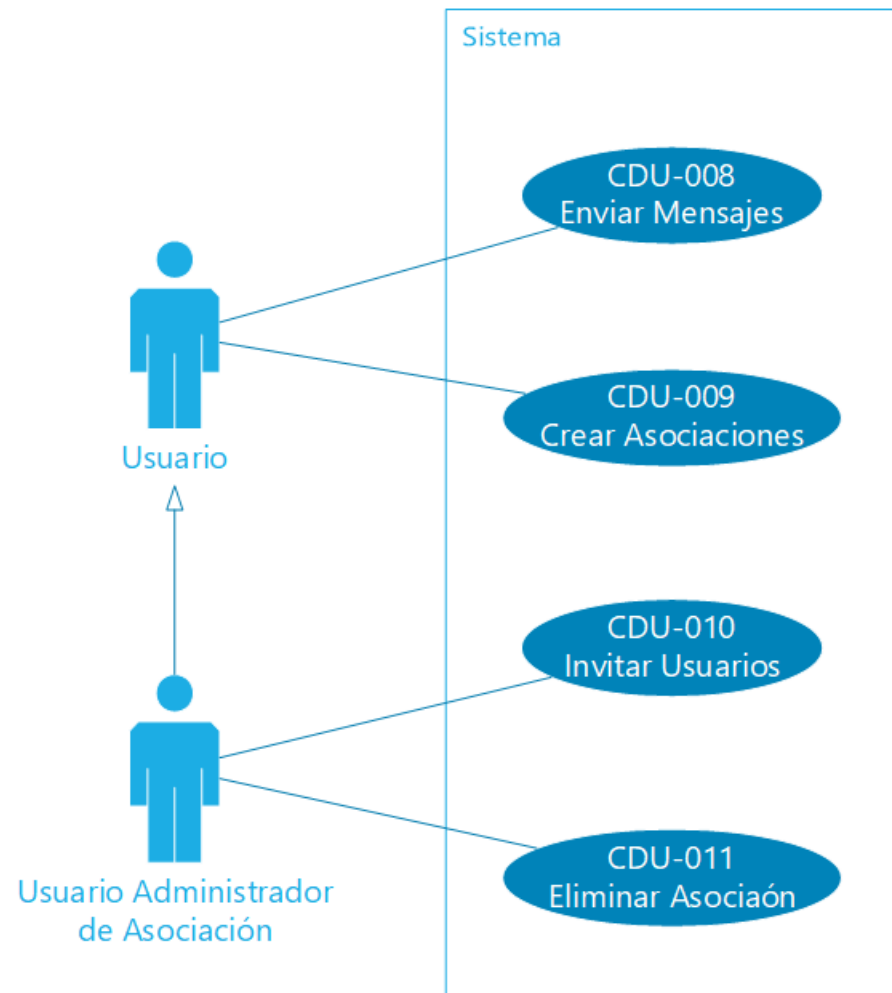 Sistema
CDU-008
Enviar Mensajes
CDU-009
Crear Asociaciones
Usuario
CDU-010
Invitar Usuarios
CDU-011
Eliminar Asociaón
Usuario Administrador
de Asociación